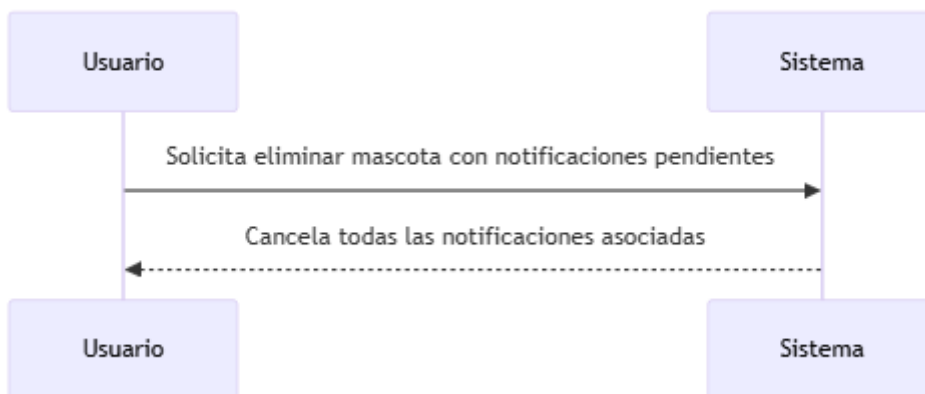 Usuario
Sistema
Solicita eliminar mascota con notificaciones pendientes
Cancela todas las notificaciones asociadas
Usuario
Sistema